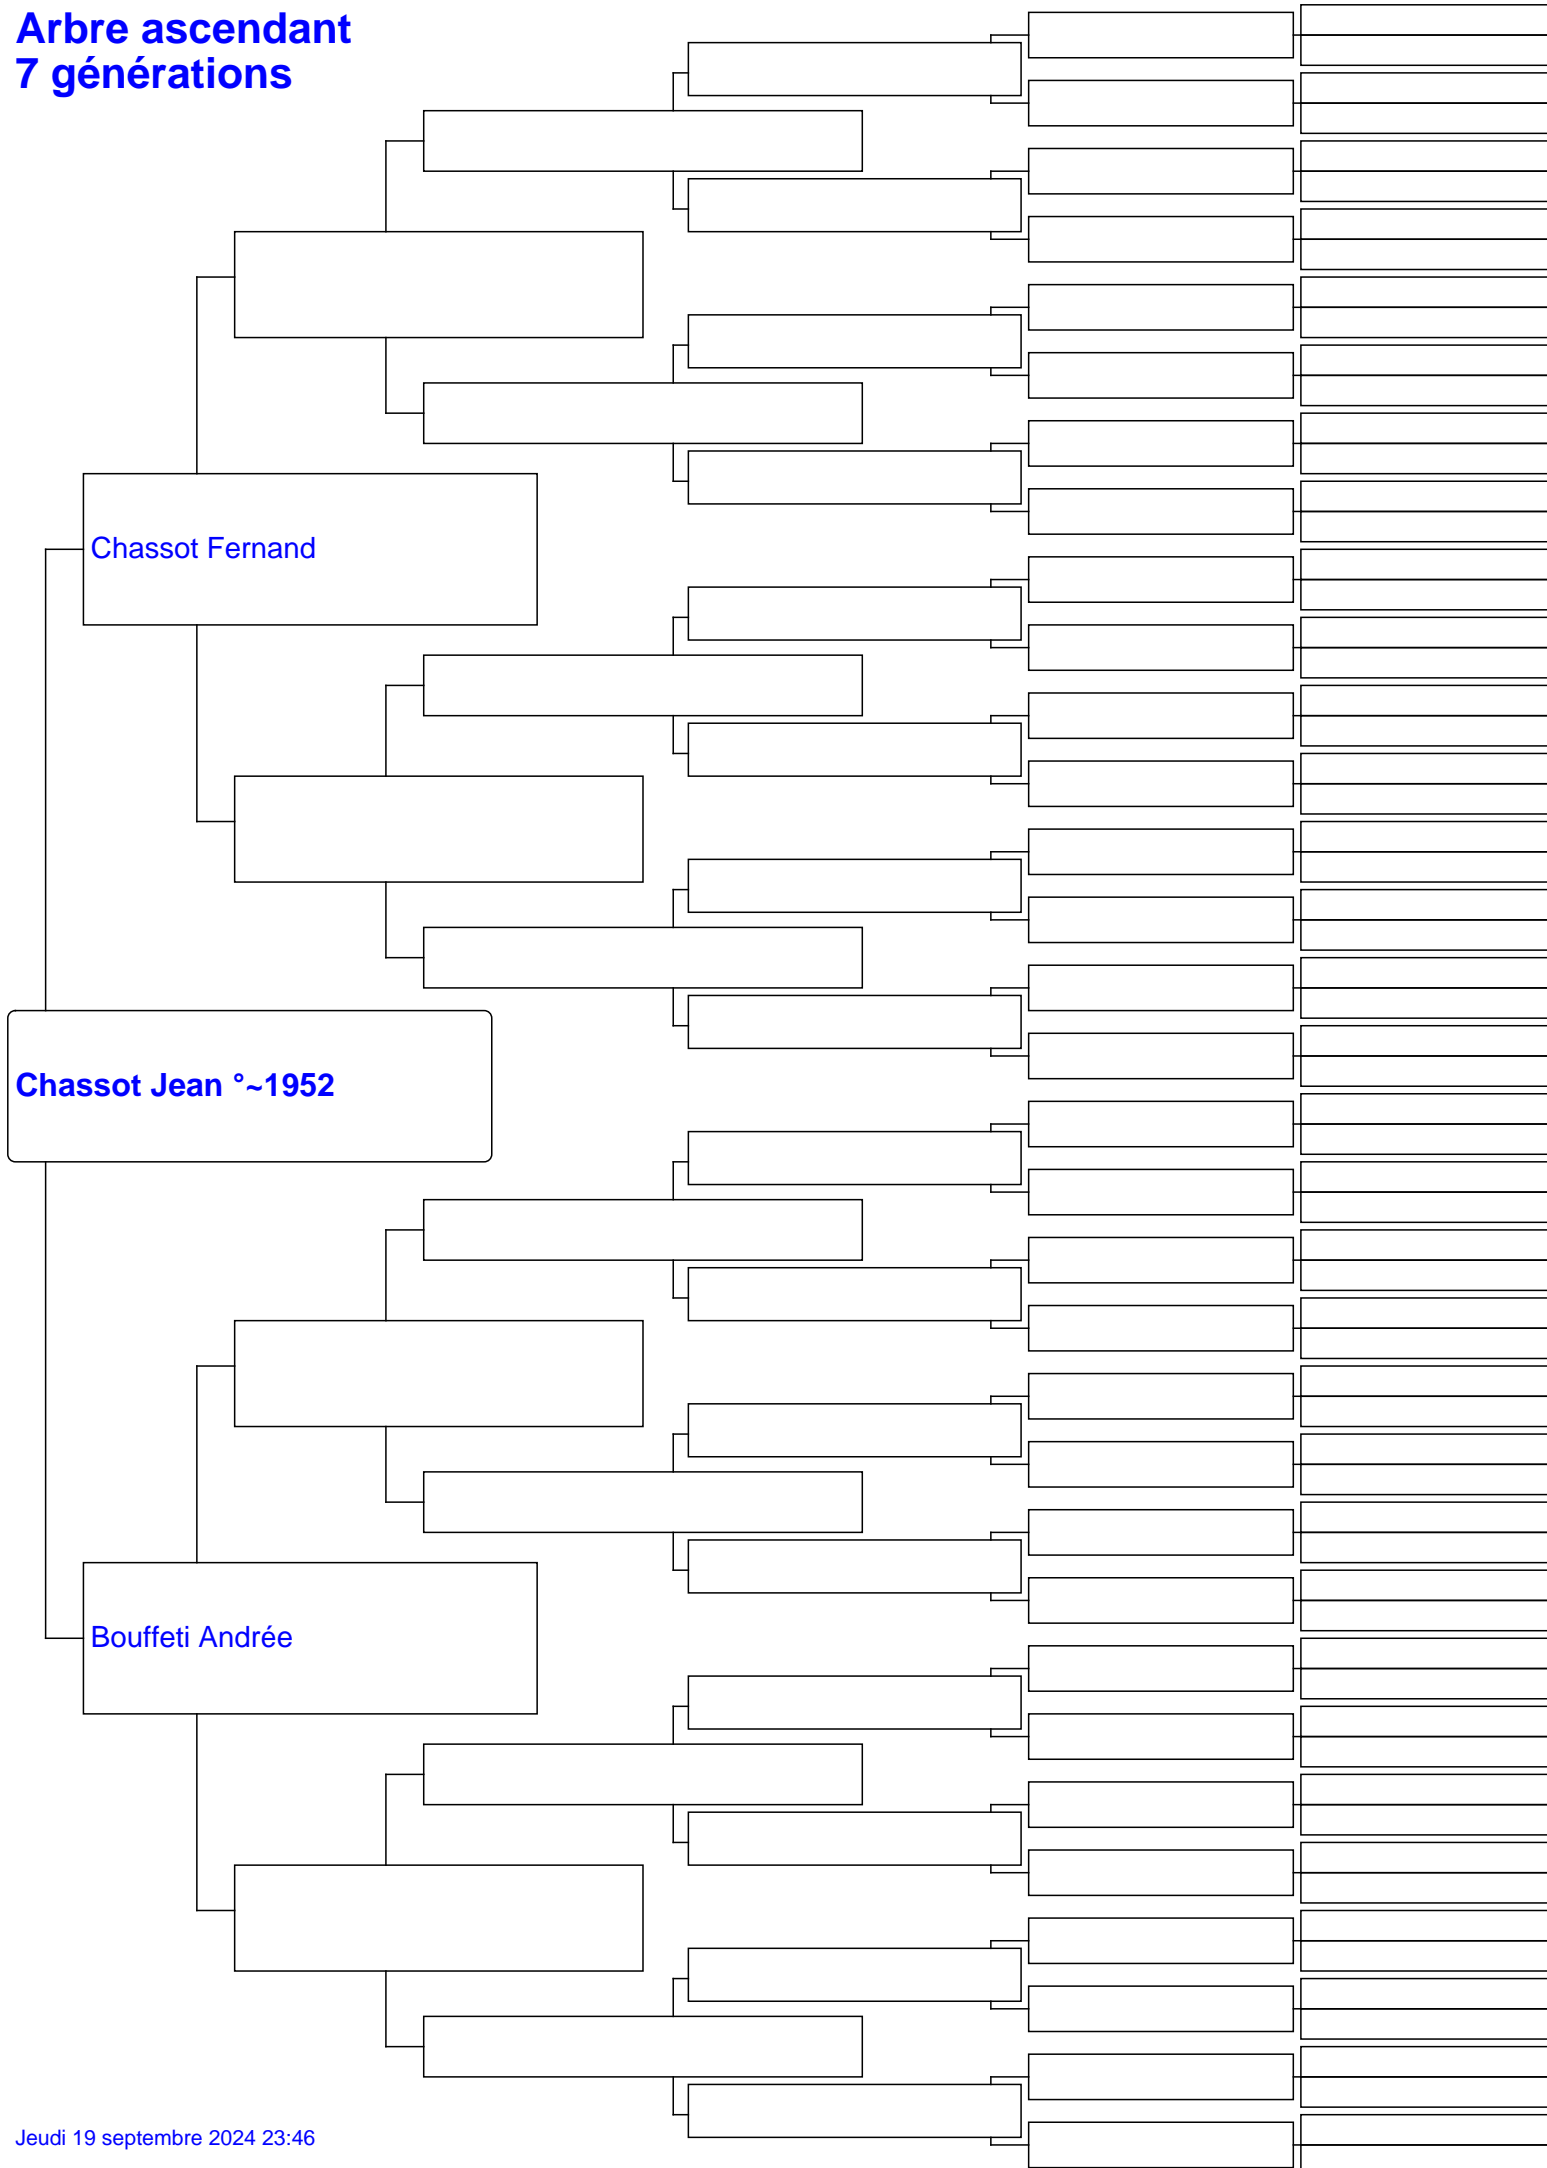 Arbre ascendant
7 générations
Chassot Fernand
Chassot Jean °~1952
Bouffeti Andrée
Jeudi 19 septembre 2024 23:46